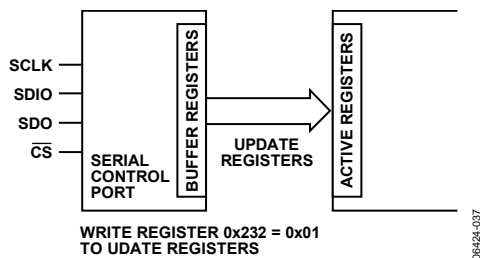 SCLK
SDIO
SDO
CS
SERIAL
CONTROL
PORT
BUFFER REGISTERS
UPDATE
REGISTERS
ACTIVE REGISTERS
WRITE REGISTER 0x232 = 0x01
TO UDATE REGISTERS
06424-037